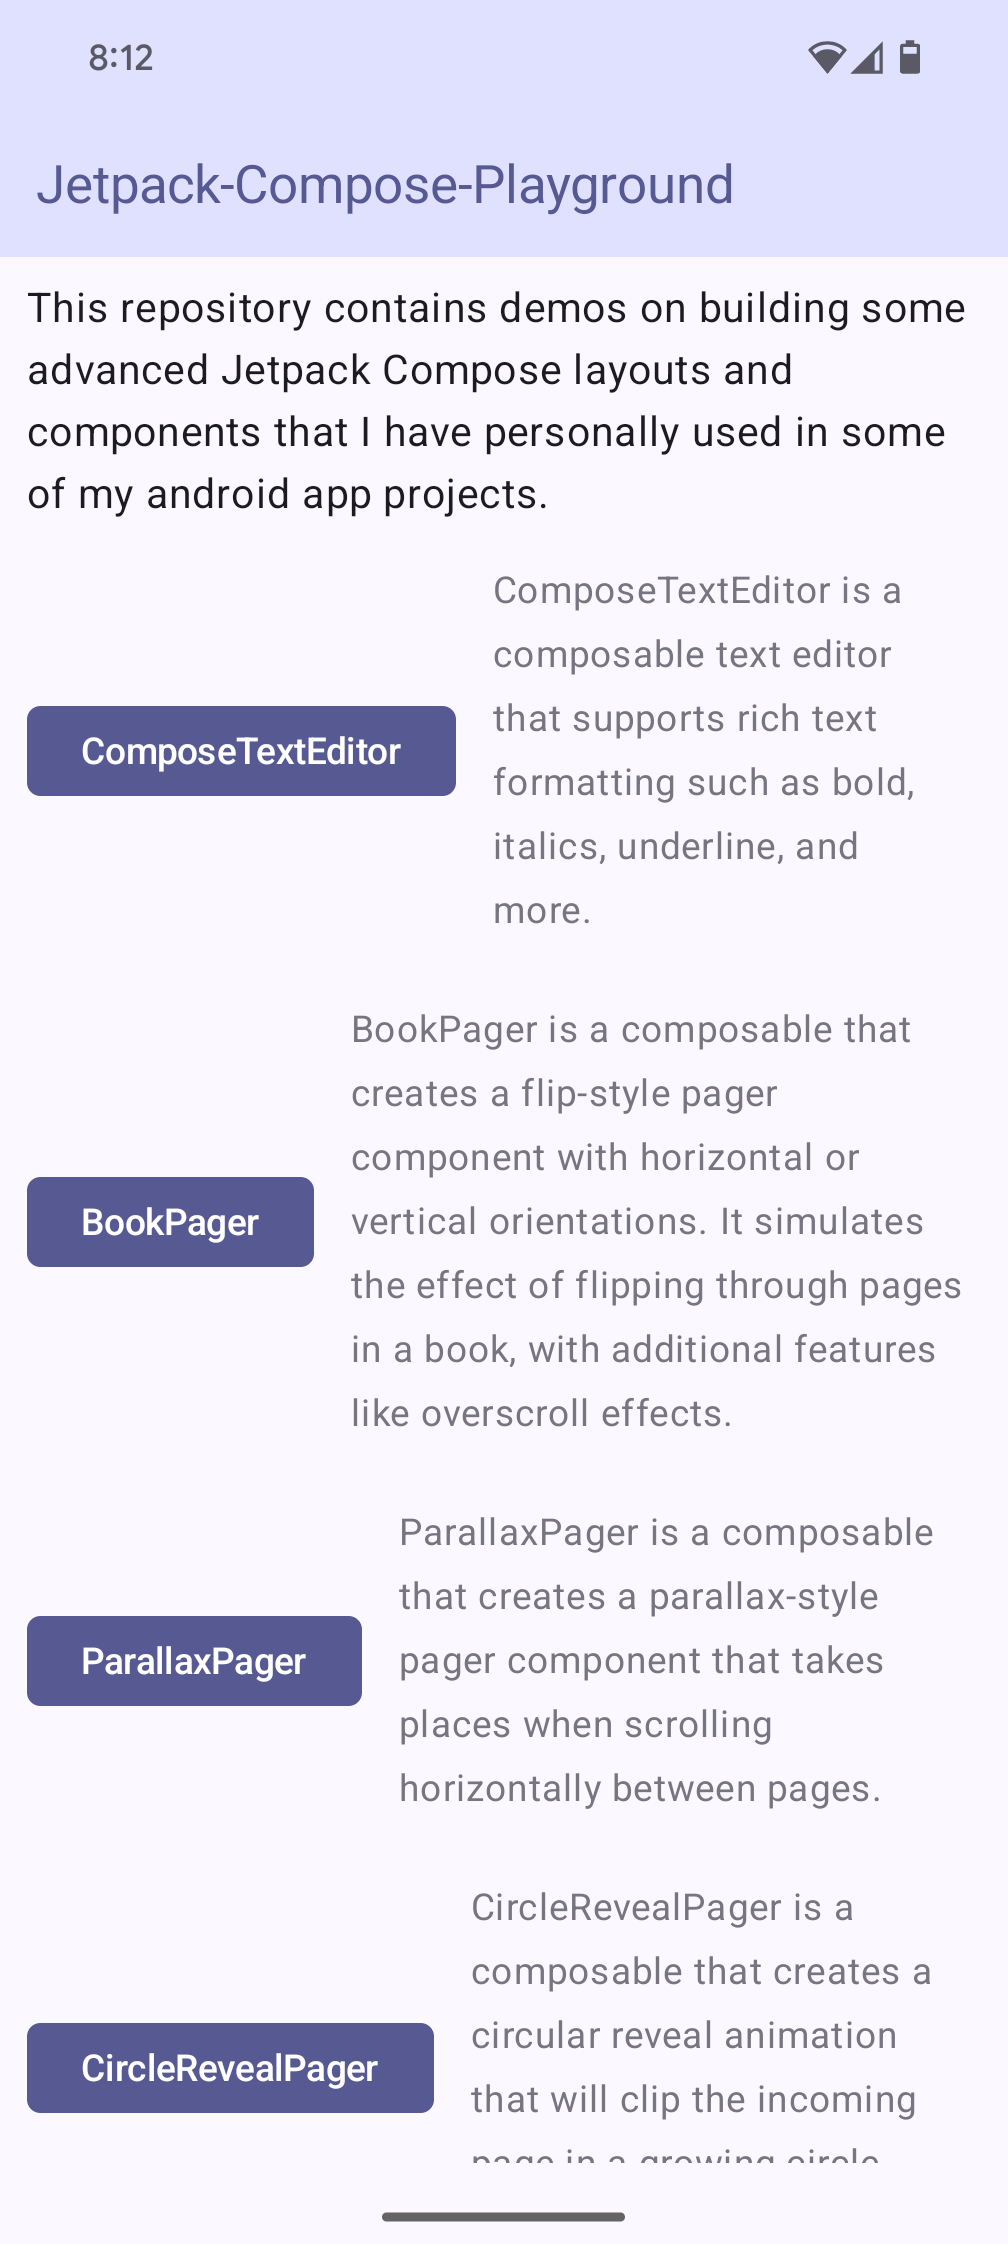 8:12
Jetpack-Compose-Playground
This repository contains demos on building some
advanced Jetpack Compose layouts and
components that I have personally used in some
of my android app projects.
ComposeTextEditor
ComposeTextEditor is a
composable text editor
that supports rich text
formatting such as bold,
italics, underline, and
more.
BookPager
BookPager is a composable that
creates a flip-style pager
component with horizontal or
vertical orientations. It simulates
the effect of flipping through pages
in a book, with additional features
like overscroll effects.
ParallaxPager
ParallaxPager is a composable
that creates a parallax-style
pager component that takes
places when scrolling
horizontally between pages.
CircleRevealPager
CircleRevealPager is a
composable that creates a
circular reveal animation
that will clip the incoming
page in a growing circle